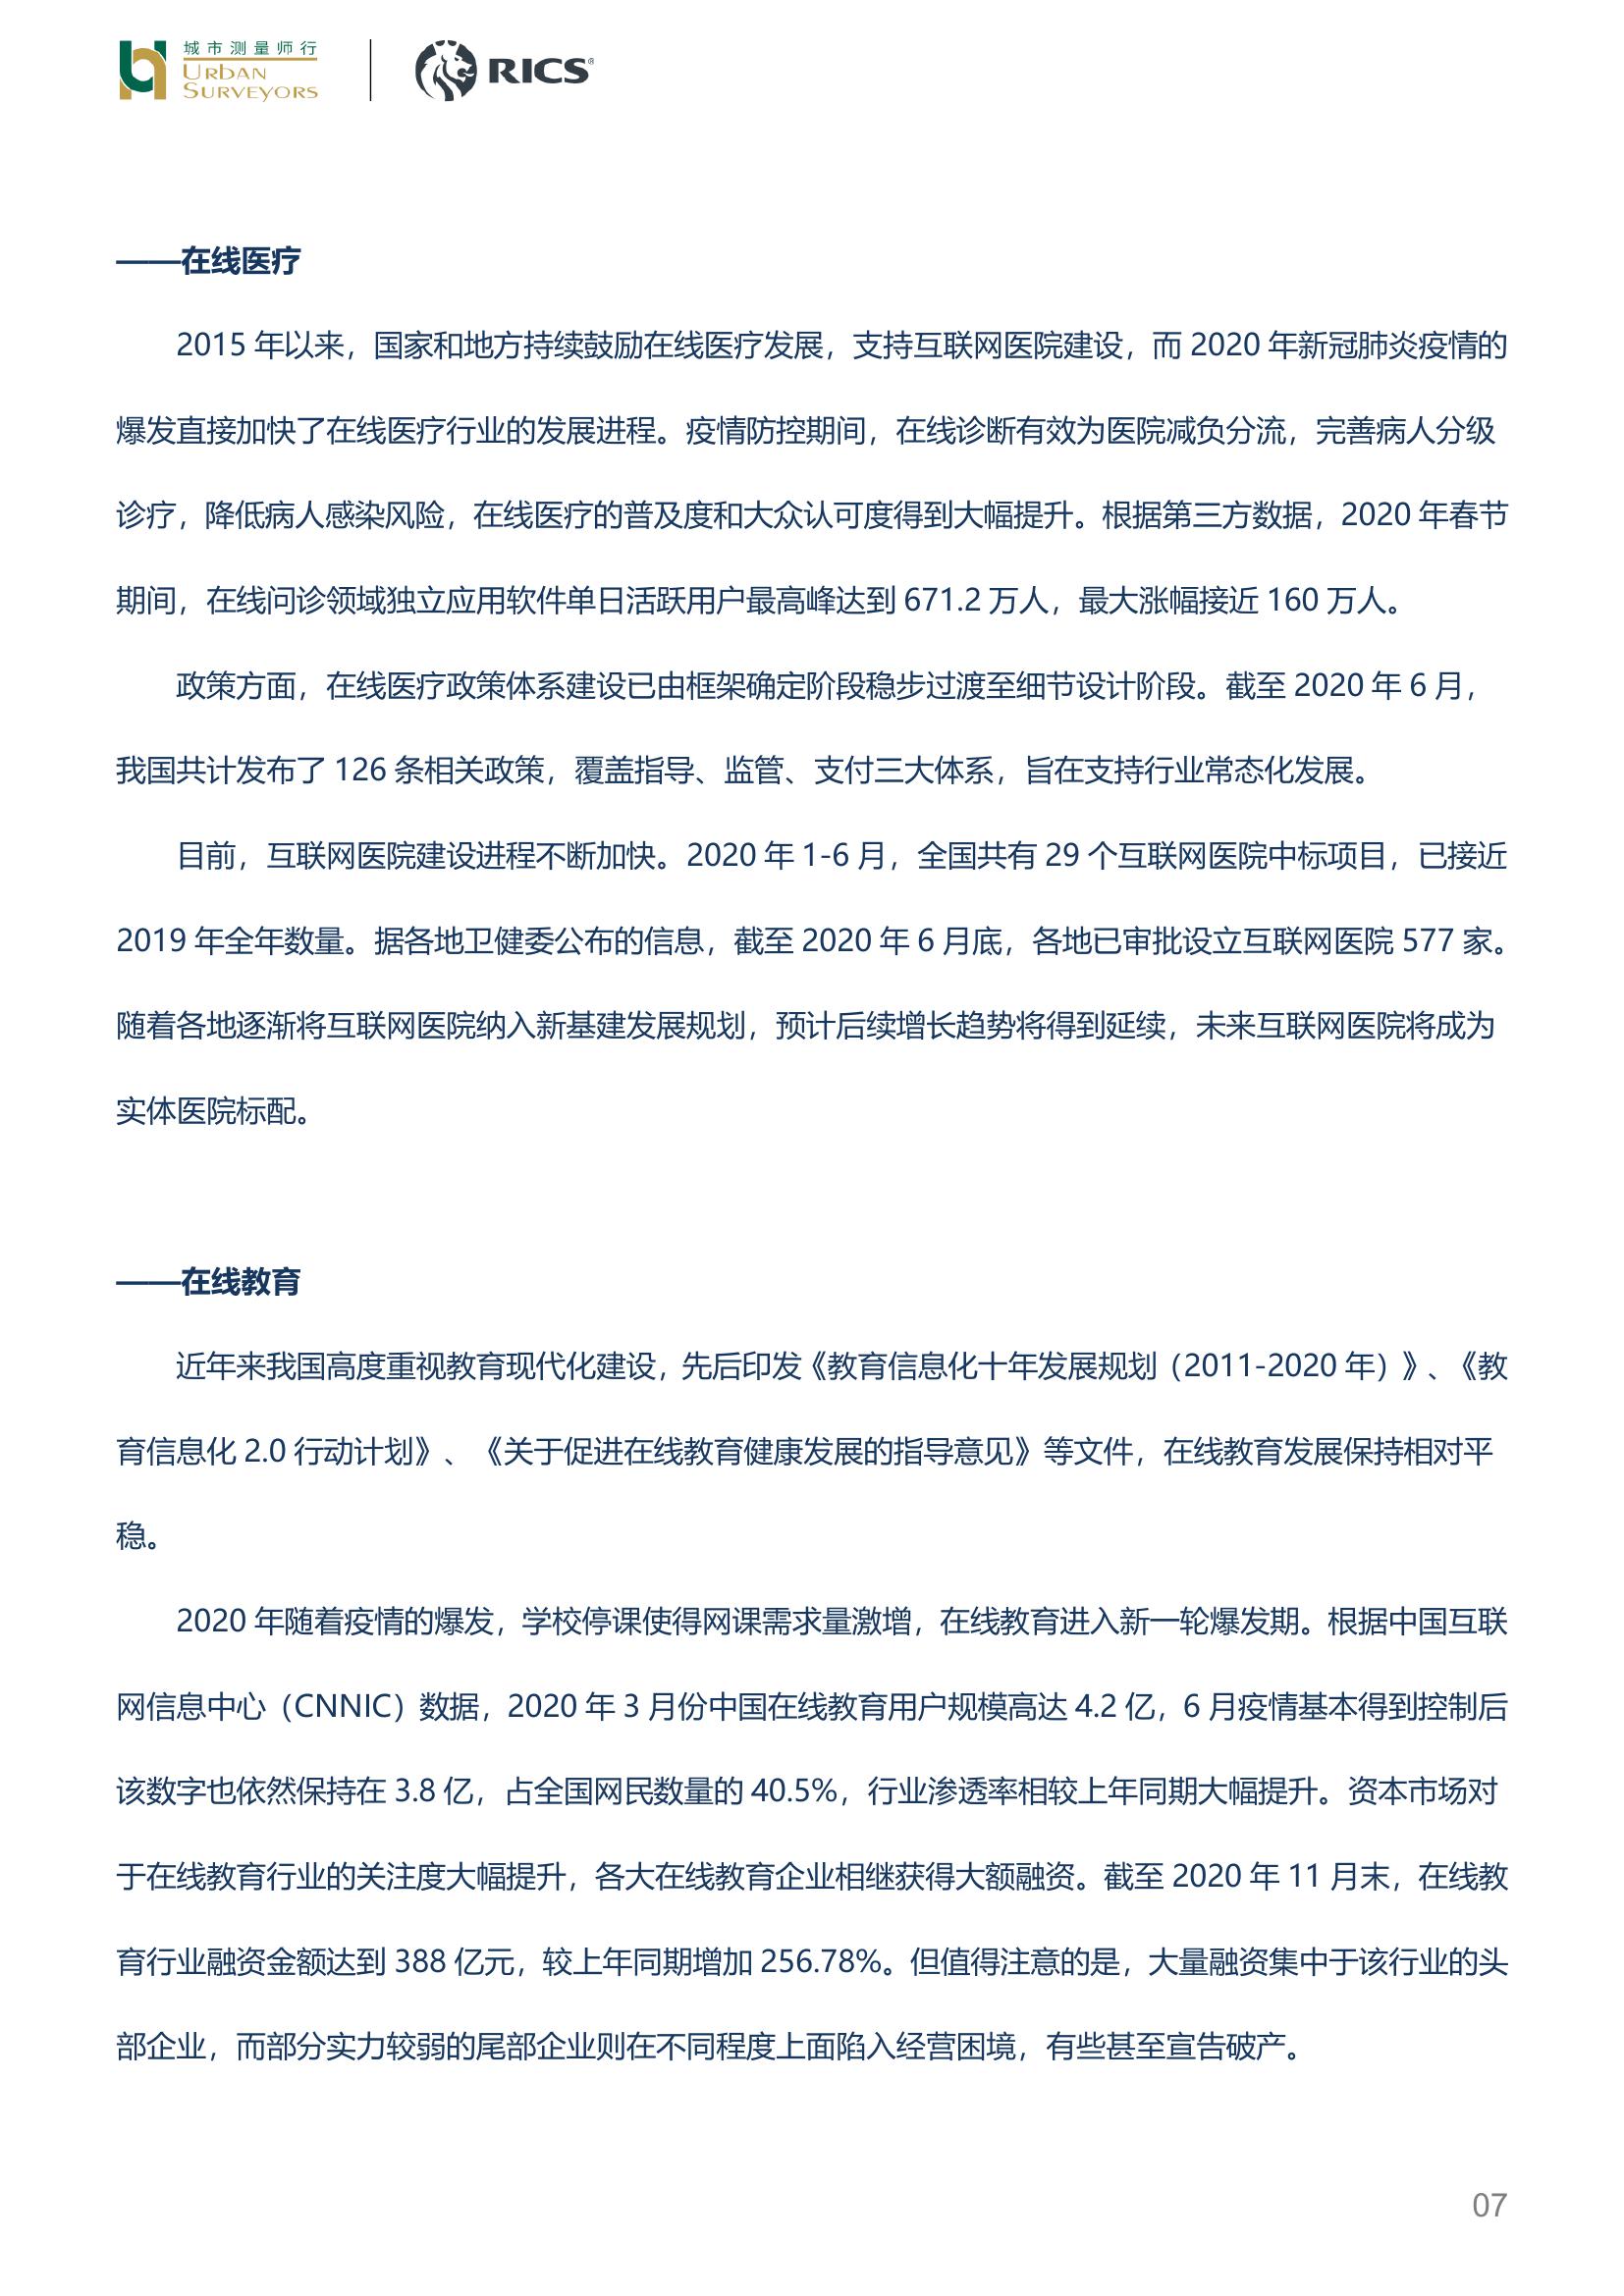 城市测量师行
URBAN
SURVEYORS
RICS®
——在线医疗
2015 年以来，国家和地方持续鼓励在线医疗发展，支持互联网医院建设，而 2020 年新冠肺炎疫情的
爆发直接加快了在线医疗行业的发展进程。疫情防控期间，在线诊断有效为医院减负分流，完善病人分级
诊疗，降低病人感染风险，在线医疗的普及度和大众认可度得到大幅提升。根据第三方数据，2020 年春节
期间，在线问诊领域独立应用软件单日活跃用户最高峰达到 671.2 万人，最大涨幅接近 160 万人。
政策方面，在线医疗政策体系建设已由框架确定阶段稳步过渡至细节设计阶段。截至 2020 年 6 月，
我国共计发布了 126 条相关政策，覆盖指导、监管、支付三大体系，旨在支持行业常态化发展。
目前，互联网医院建设进程不断加快。2020 年 1-6 月，全国共有 29 个互联网医院中标项目，已接近
2019 年全年数量。据各地卫健委公布的信息，截至 2020 年 6 月底，各地已审批设立互联网医院 577 家。
随着各地逐渐将互联网医院纳入新基建发展规划，预计后续增长趋势将得到延续，未来互联网医院将成为
实体医院标配。
——在线教育
近年来我国高度重视教育现代化建设，先后印发《教育信息化十年发展规划（2011-2020 年）》、《教
育信息化 2.0 行动计划》、《关于促进在线教育健康发展的指导意见》等文件，在线教育发展保持相对平
稳。
2020 年随着疫情的爆发，学校停课使得网课需求量激增，在线教育进入新一轮爆发期。根据中国互联
网信息中心（CNNIC）数据，2020 年 3 月份中国在线教育用户规模高达 4.2 亿，6 月疫情基本得到控制后
该数字也依然保持在 3.8 亿，占全国网民数量的 40.5%，行业渗透率相较上年同期大幅提升。资本市场对
于在线教育行业的关注度大幅提升，各大在线教育企业相继获得大额融资。截至 2020 年 11 月末，在线教
育行业融资金额达到 388 亿元，较上年同期增加 256.78%。但值得注意的是，大量融资集中于该行业的头
部企业，而部分实力较弱的尾部企业则在不同程度上面陷入经营困境，有些甚至宣告破产。
07